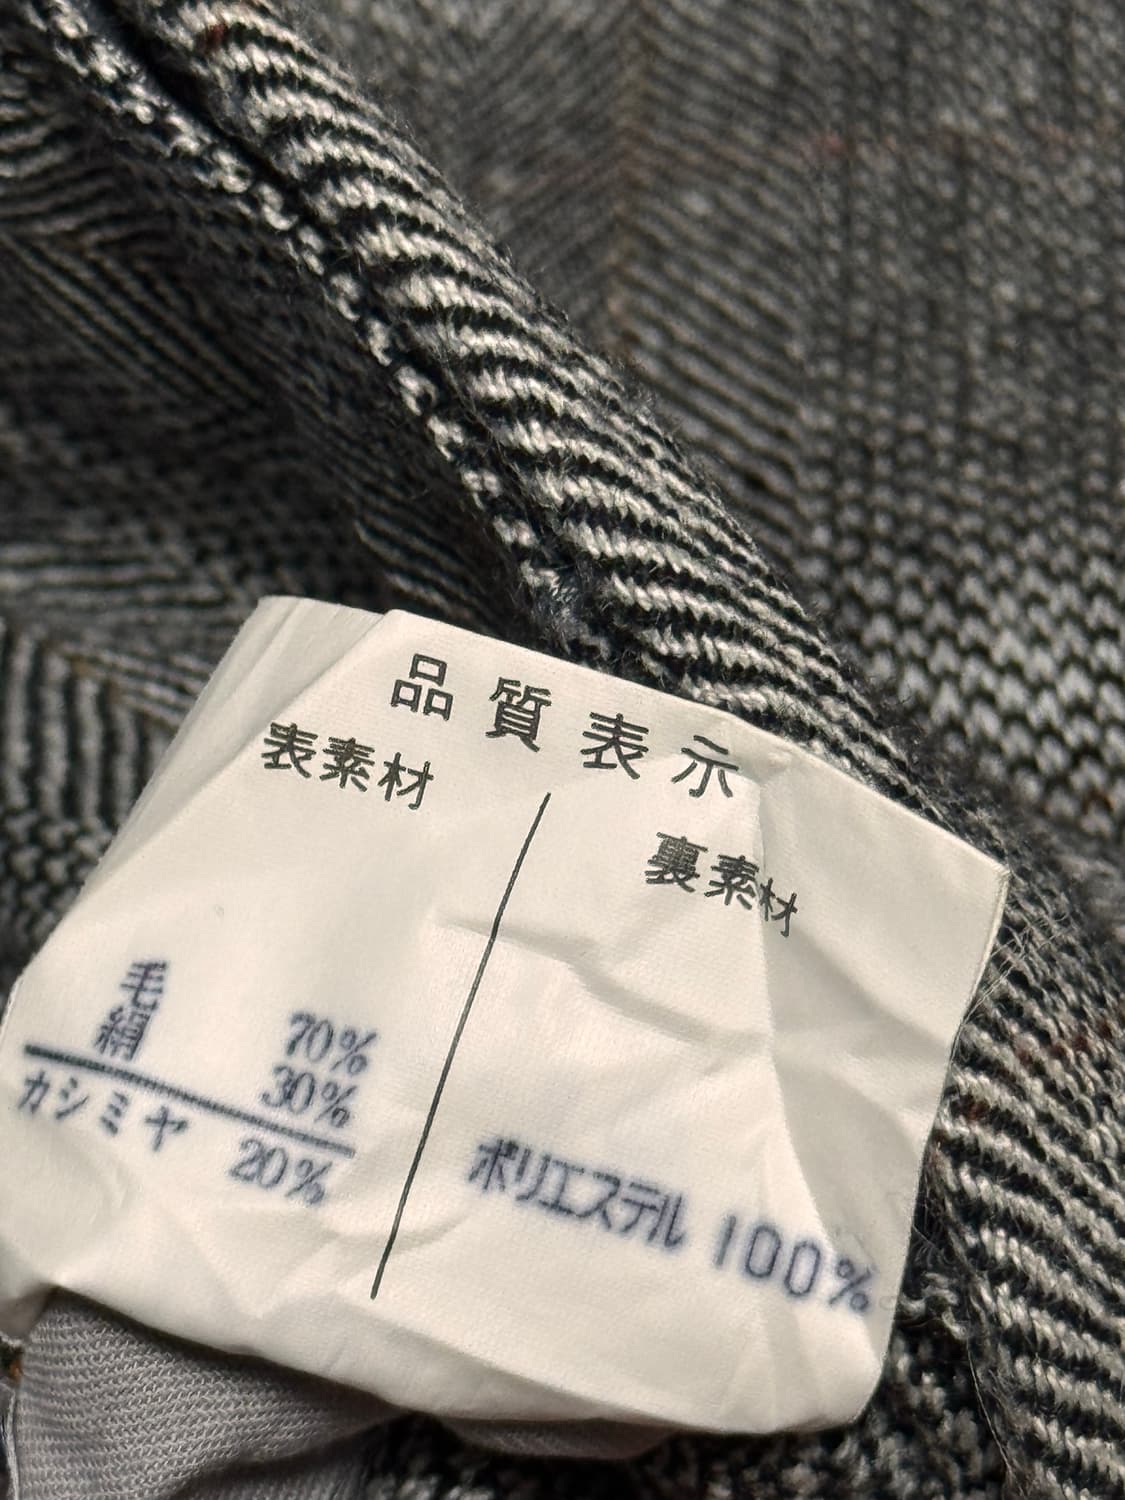 品質表示
表素材
毛 70%
絹 30%
カシミヤ 20%
裏素材
ポリエステル 100%